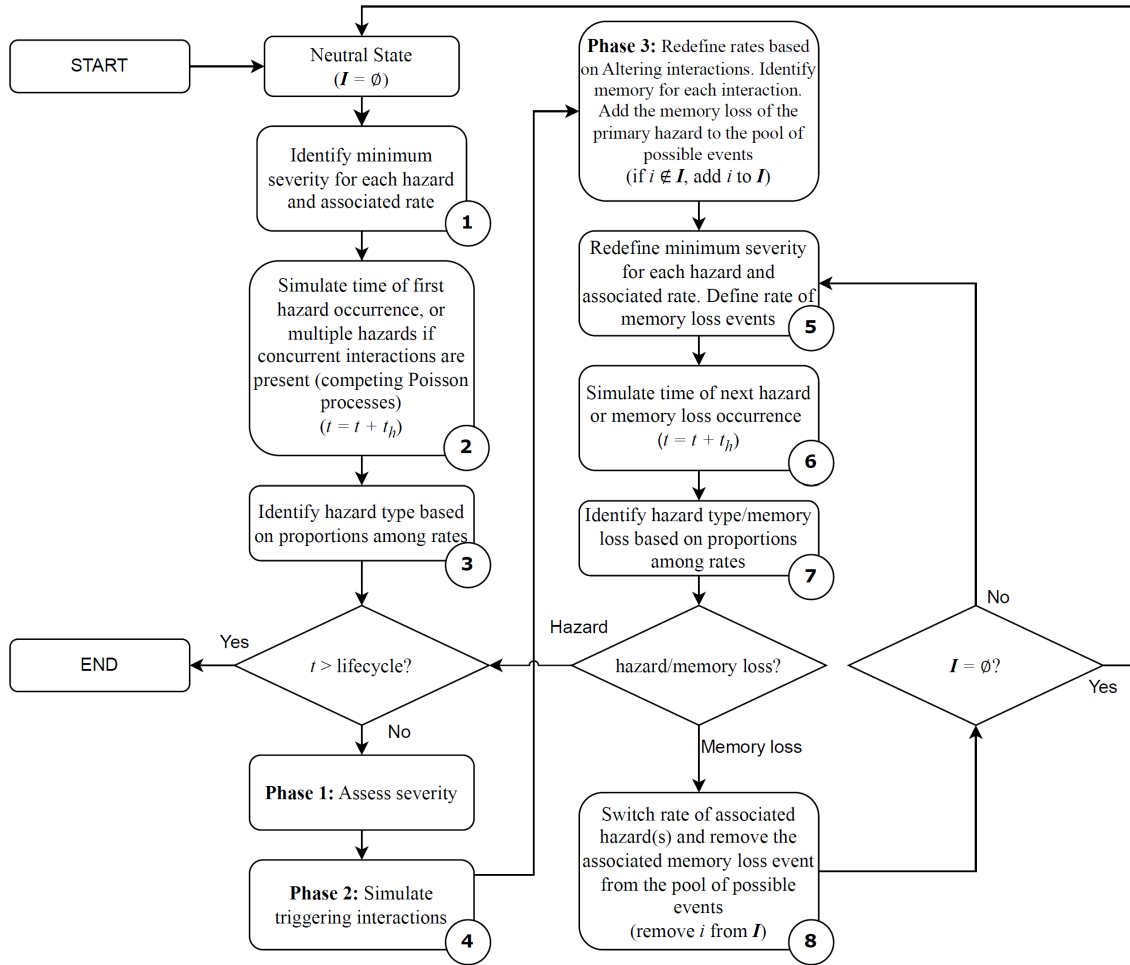 START
Neutral State
(I = ∅)
Identify minimum
severity for each hazard
and associated rate
1
Simulate time of first
hazard occurrence, or
multiple hazards if
concurrent interactions are
present (competing Poisson
processes)
(t = t + t_h)
2
Identify hazard type based
on proportions among rates
3
t > lifecycle?
Yes
END
No
Phase 1: Assess severity
Phase 2: Simulate
triggering interactions
4
Phase 3: Redefine rates based
on Altering interactions. Identify
memory for each interaction.
Add the memory loss of the
primary hazard to the pool of
possible events
(if i ∉ I, add i to I)
Redefine minimum severity
for each hazard and
associated rate. Define rate of
memory loss events
5
Simulate time of next hazard
or memory loss occurrence
(t = t + t_h)
6
Identify hazard type/memory
loss based on proportions
among rates
7
hazard/memory loss?
Hazard
Memory loss
Switch rate of associated
hazard(s) and remove the
associated memory loss event
from the pool of possible
events
(remove i from I)
8
I = ∅?
No
Yes